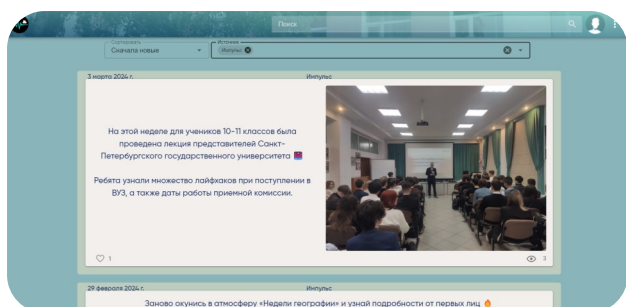 Поиск
Сортировать
Сначала новые
Источник
Импульс
3 марта 2024 г.
Импульс
На этой неделе для учеников 10-11 классов была
проведена лекция представителей Санкт-
Петербургского государственного университета
Ребята узнали множество лайфхаков при поступлении в
ВУЗ, а также даты работы приемной комиссии.
1
3
29 февраля 2024 г.
Импульс
Заново окунись в атмосферу «Недели географии» и узнай подробности от первых лиц 🔥